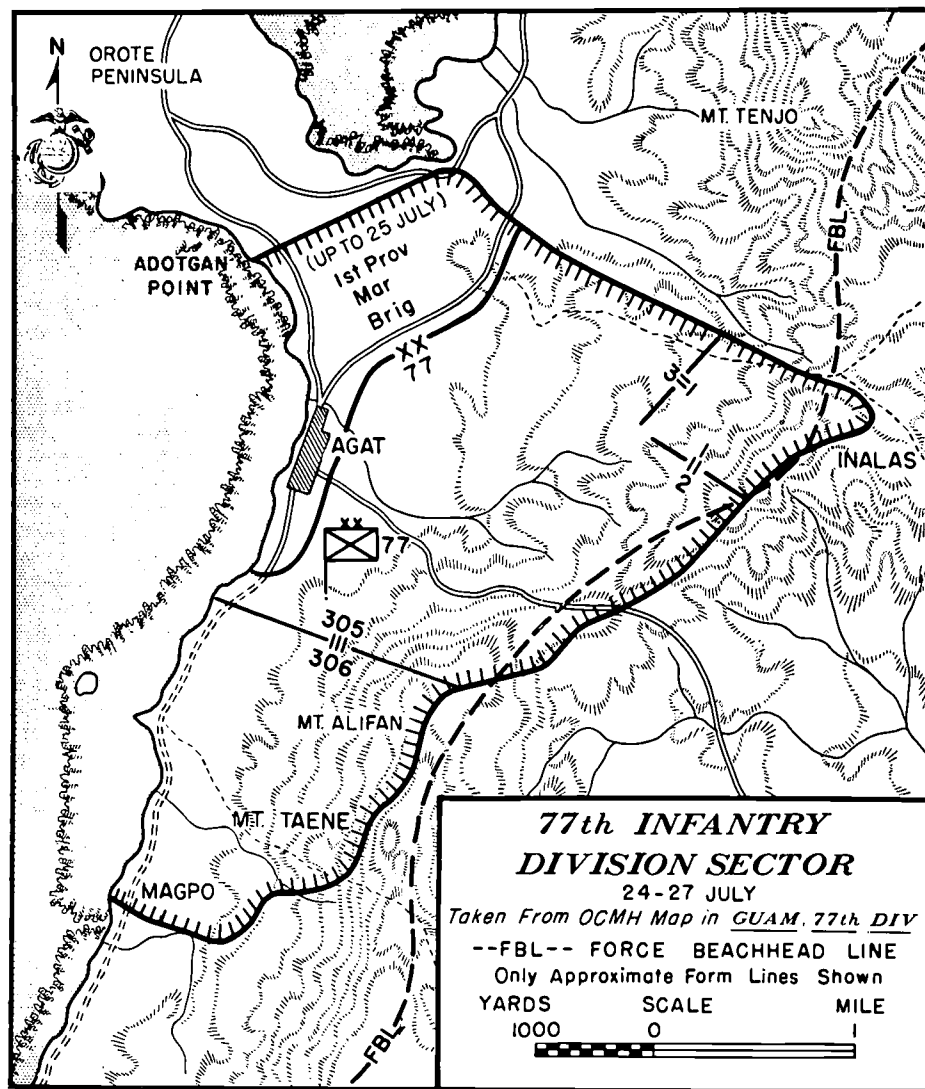 N
OROTE
PENINSULA
MT. TENJO
FBL
(UP TO 25 JULY)
1st Prov
Mar
Brig
ADOTGAN
POINT
XX
77
3
II
AGAT
INALAS
II
2
XX
77
305
III
306
MT. ALIFAN
MT. TAENE
MAGPO
FBL
77th INFANTRY
DIVISION SECTOR
24-27 JULY
Taken From OCMH Map in GUAM, 77th DIV
--FBL-- FORCE BEACHHEAD LINE
Only Approximate Form Lines Shown
YARDS SCALE MILE
1000 0 1